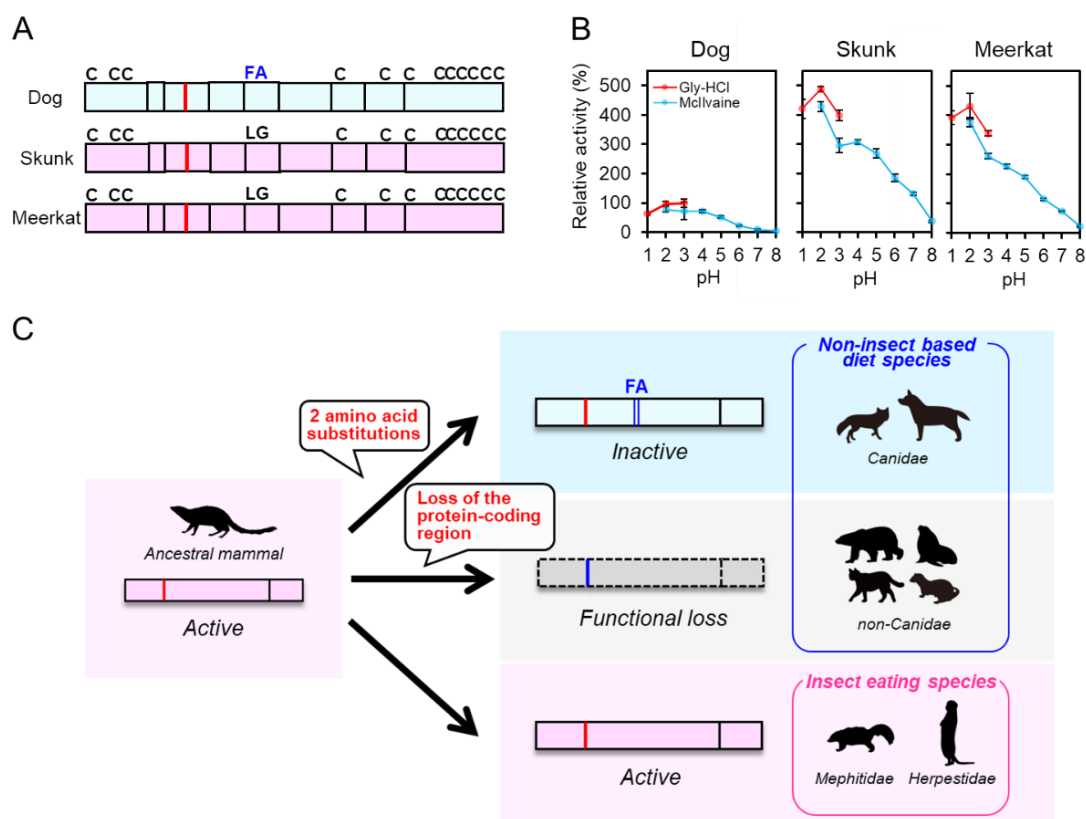 A
C CC FA C C C CCCCCC
Dog
C CC LG C C C CCCCCC
Skunk
C CC LG C C C CCCCCC
Meerkat
B
Dog Skunk Meerkat
Relative activity (%)
500
400
300
200
100
0
Gly-HCl
McIlvaine
1 2 3 4 5 6 7 8 1 2 3 4 5 6 7 8 1 2 3 4 5 6 7 8
pH pH pH
C
Ancestral mammal
Active
2 amino acid
substitutions
Loss of the
protein-coding
region
FA
Inactive
Non-insect based
diet species
Canidae
Functional loss
non-Canidae
Active
Insect eating species
Mephitidae Herpestidae